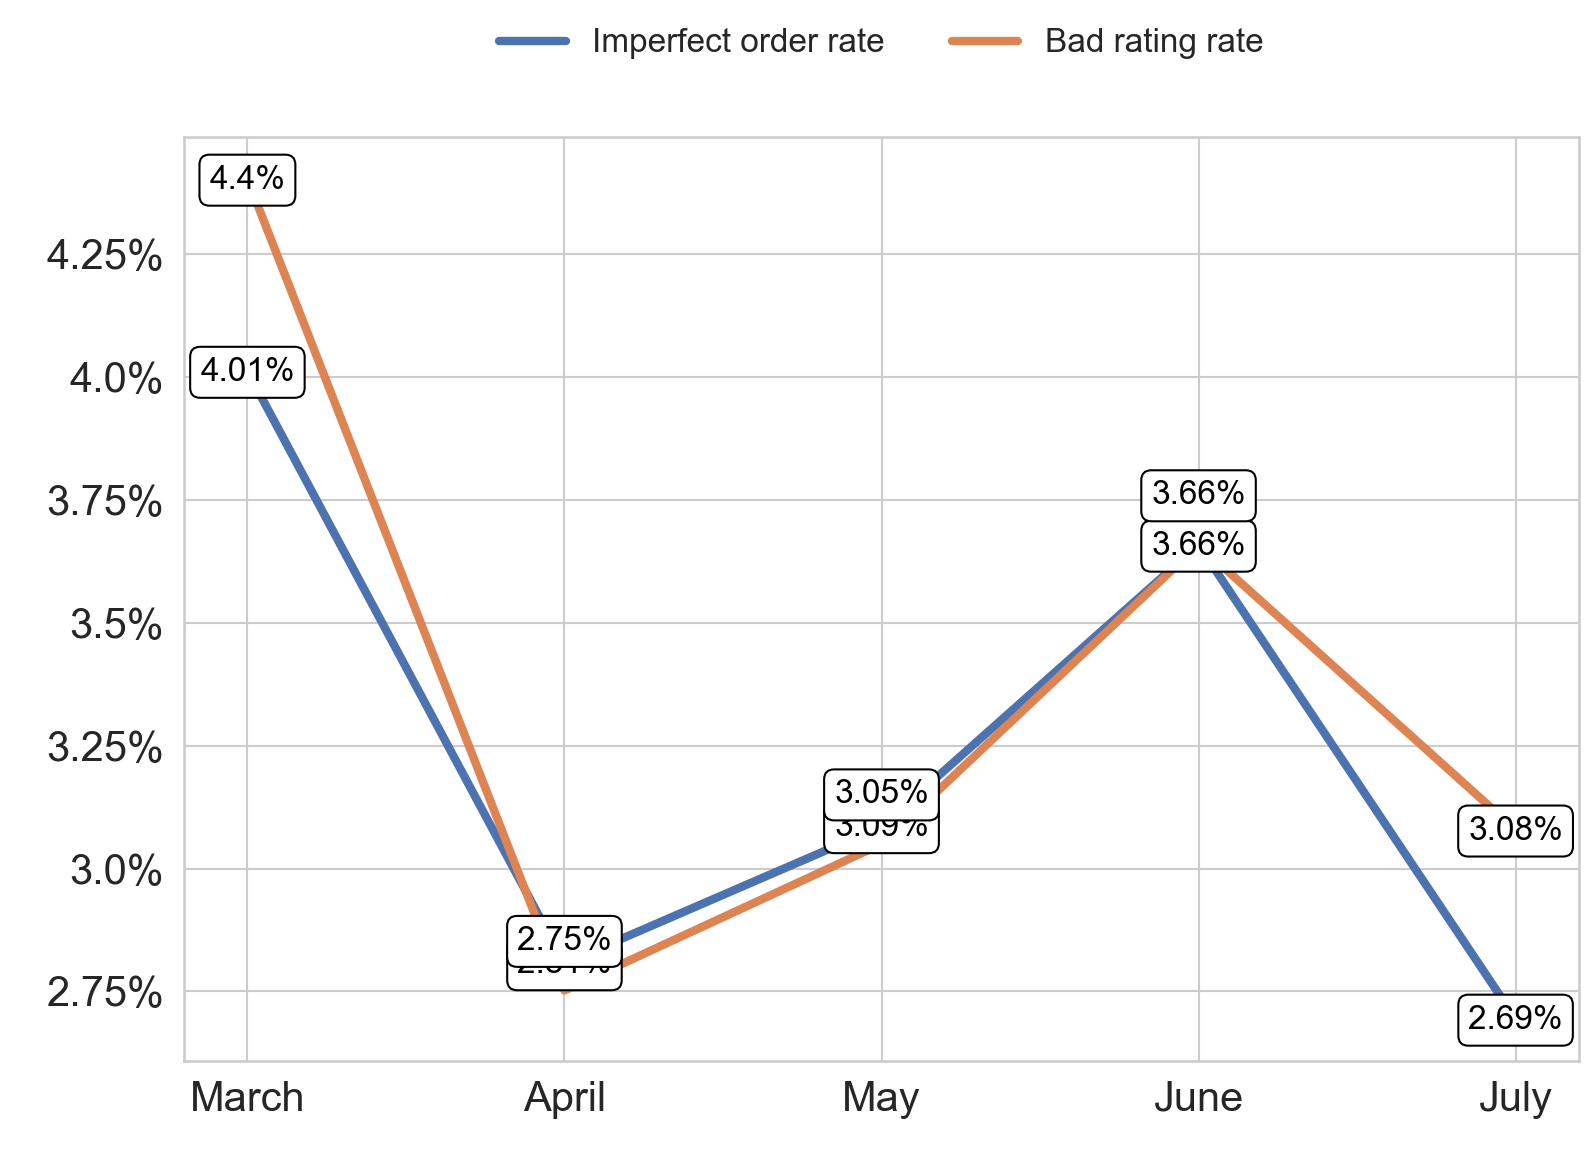 Imperfect order rate
Bad rating rate
4.4%
4.25%
4.01%
4.0%
3.75%
3.66%
3.66%
3.5%
3.25%
3.05%
3.09%
3.08%
3.0%
2.75%
2.75%
2.69%
March
April
May
June
July